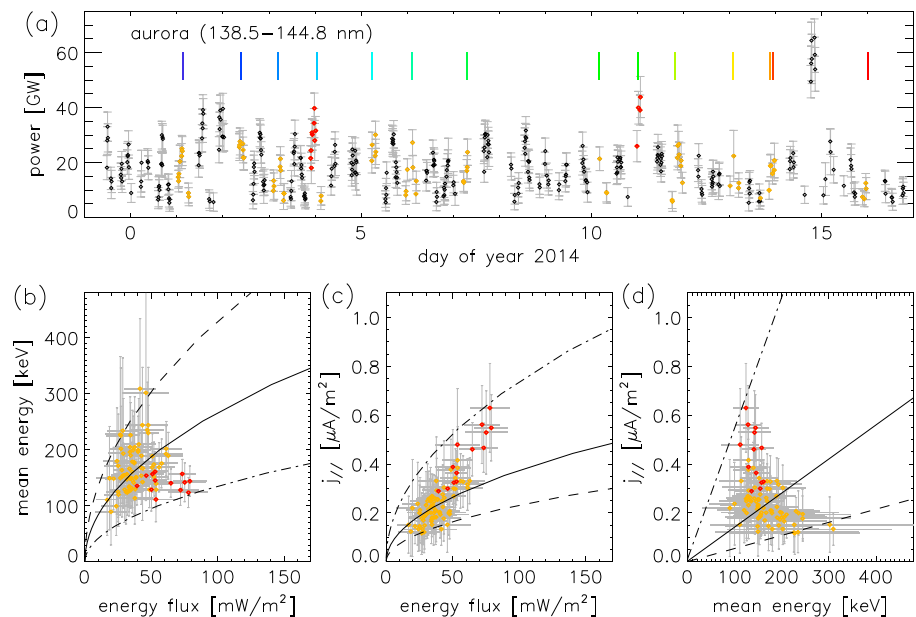 (a)
aurora (138.5−144.8 nm)
power [GW]
60
40
20
0
0
5
10
15
day of year 2014
(b)
mean energy [keV]
400
300
200
100
0
0
50
100
150
energy flux [mW/m²]
(c)
j// [μA/m²]
1.0
0.8
0.6
0.4
0.2
0.0
0
50
100
150
energy flux [mW/m²]
(d)
j// [μA/m²]
1.0
0.8
0.6
0.4
0.2
0.0
0
100
200
300
400
mean energy [keV]